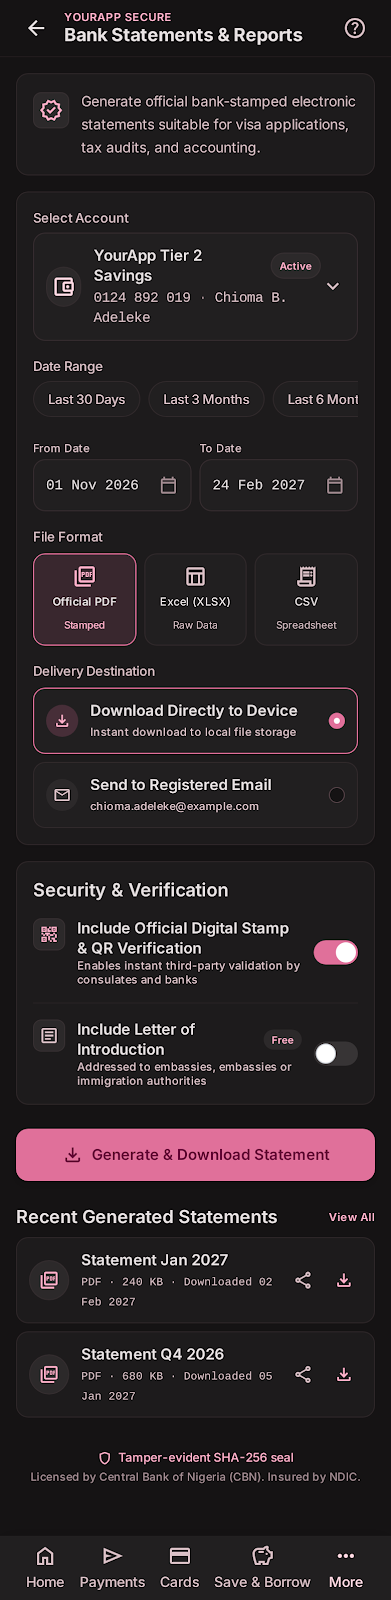 YOURAPP SECURE
Bank Statements & Reports
Generate official bank-stamped electronic
statements suitable for visa applications,
tax audits, and accounting.
Select Account
YourApp Tier 2
Savings
Active
0124 892 019 · Chioma B.
Adeleke
Date Range
Last 30 Days
Last 3 Months
Last 6 Mont
From Date
To Date
01 Nov 2026
24 Feb 2027
File Format
PDF
Official PDF
Stamped
Excel (XLSX)
Raw Data
CSV
Spreadsheet
Delivery Destination
Download Directly to Device
Instant download to local file storage
Send to Registered Email
chioma.adeleke@example.com
Security & Verification
Include Official Digital Stamp
& QR Verification
Enables instant third-party validation by
consulates and banks
Include Letter of
Introduction
Free
Addressed to embassies, embassies or
immigration authorities
Generate & Download Statement
Recent Generated Statements
View All
PDF
Statement Jan 2027
PDF · 240 KB · Downloaded 02
Feb 2027
PDF
Statement Q4 2026
PDF · 680 KB · Downloaded 05
Jan 2027
Tamper-evident SHA-256 seal
Licensed by Central Bank of Nigeria (CBN). Insured by NDIC.
Home
Payments
Cards
Save & Borrow
More